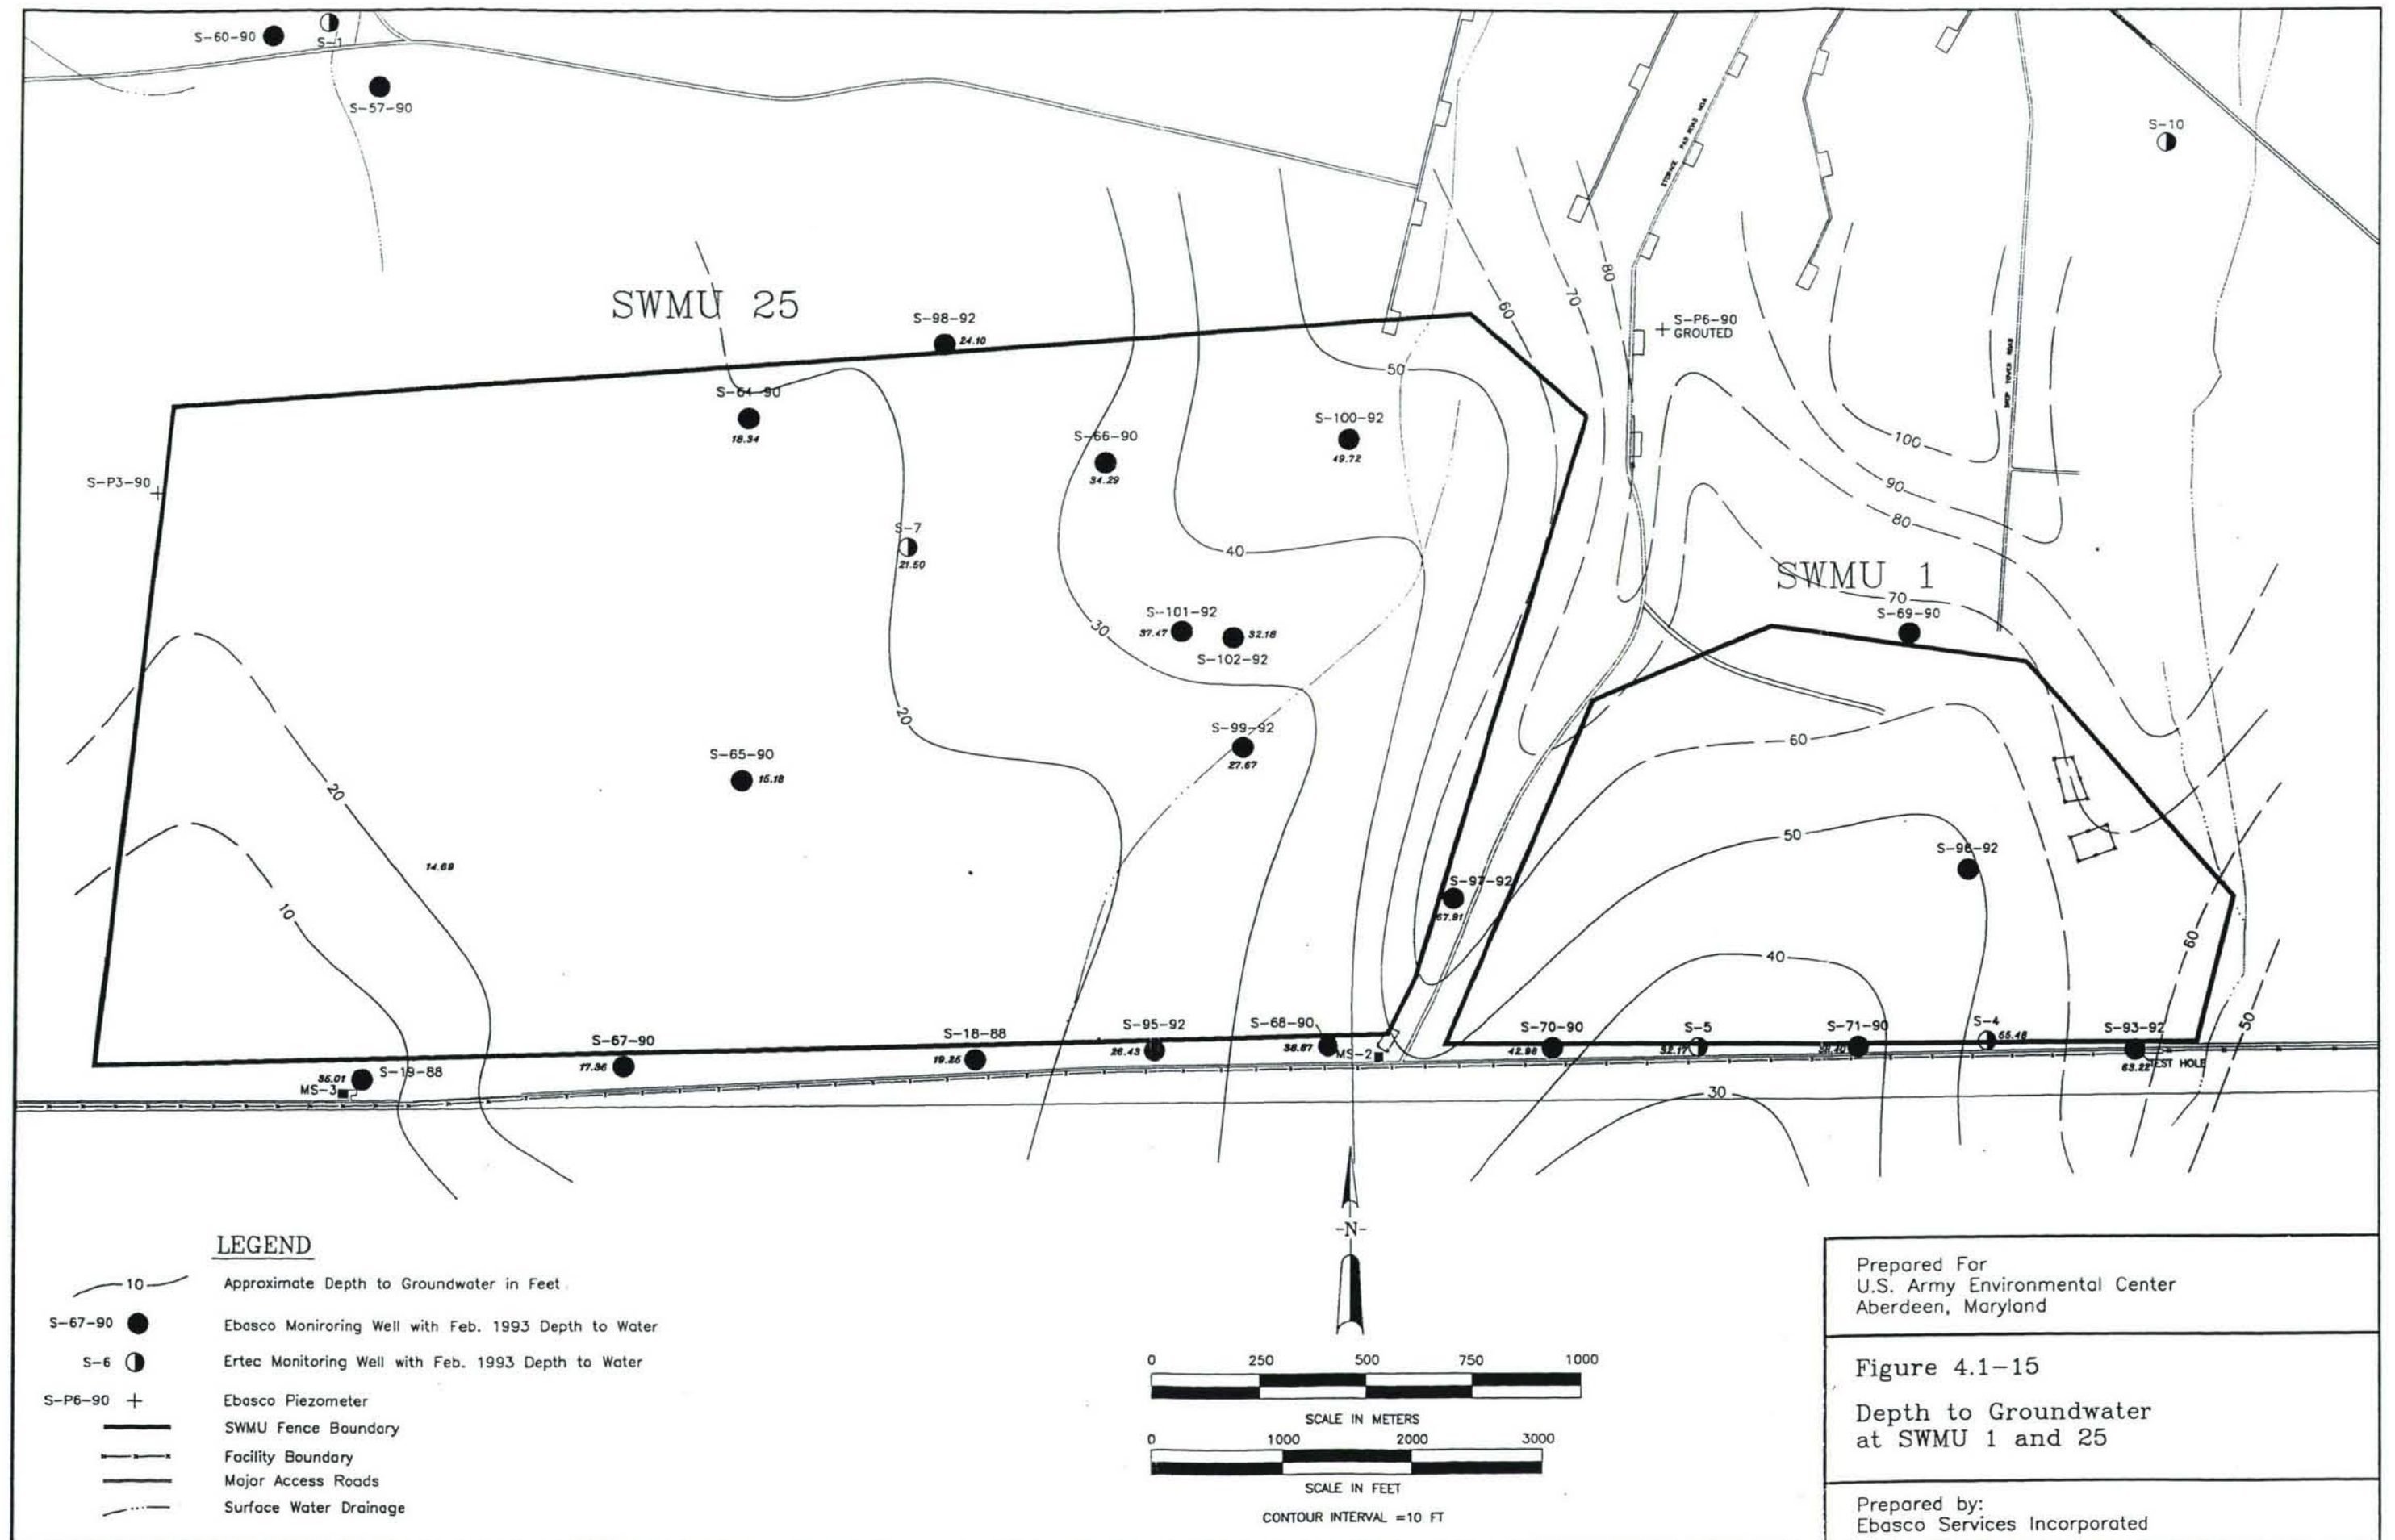 S-60-90
S-1
S-57-90
S-10
STORAGE PAD ROAD NO4
80
70
60
SWMU 25
S-98-92
24.10
S-P6-90
GROUTED
50
S-64-90
18.34
S-66-90
34.29
S-100-92
49.72
100
90
80
S-P3-90
S-7
21.50
40
SWMU 1
70
S-69-90
S-101-92
37.47
32.18
S-102-92
30
20
S-99-92
27.67
60
S-65-90
15.18
20
50
14.69
S-96-92
10
S-97-92
67.91
60
40
50
S-67-90
17.36
S-18-88
19.25
S-95-92
26.43
S-68-90
38.87
MS-2
S-70-90
42.98
S-5
32.17
S-71-90
S-4
55.48
S-93-92
63.22
TEST HOLE
35.01
S-19-88
MS-3
30
-N-
LEGEND
10 Approximate Depth to Groundwater in Feet
S-67-90 Ebasco Moniroring Well with Feb. 1993 Depth to Water
S-6 Ertec Monitoring Well with Feb. 1993 Depth to Water
S-P6-90 Ebasco Piezometer
SWMU Fence Boundary
Facility Boundary
Major Access Roads
Surface Water Drainage
0 250 500 750 1000
SCALE IN METERS
0 1000 2000 3000
SCALE IN FEET
CONTOUR INTERVAL =10 FT
Prepared For
U.S. Army Environmental Center
Aberdeen, Maryland
Figure 4.1-15
Depth to Groundwater
at SWMU 1 and 25
Prepared by:
Ebasco Services Incorporated